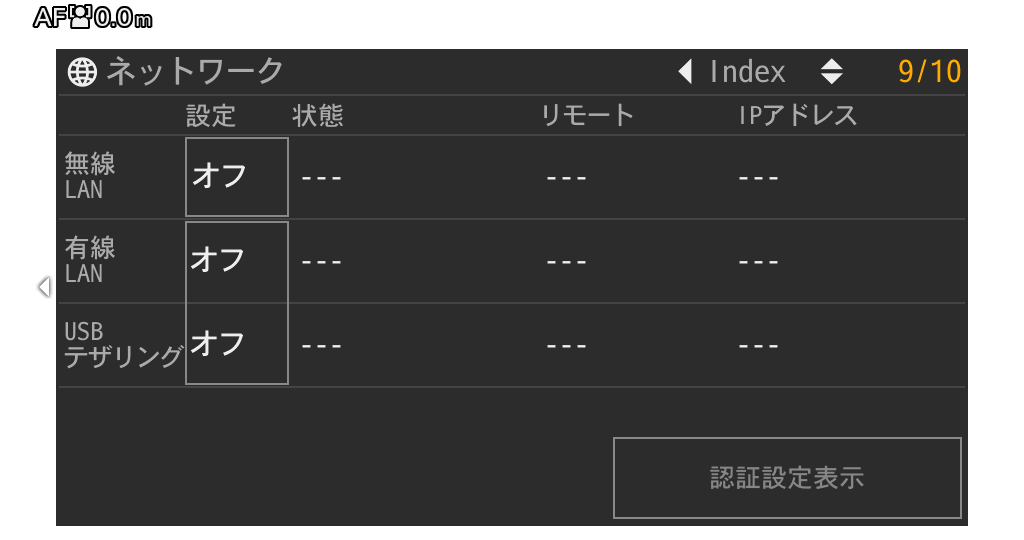 AF 0.0m
ネットワーク Index 9/10
設定 状態 リモート IPアドレス
無線
LAN
オフ --- --- ---
有線
LAN
オフ --- --- ---
USB
テザリング
オフ --- --- ---
認証設定表示